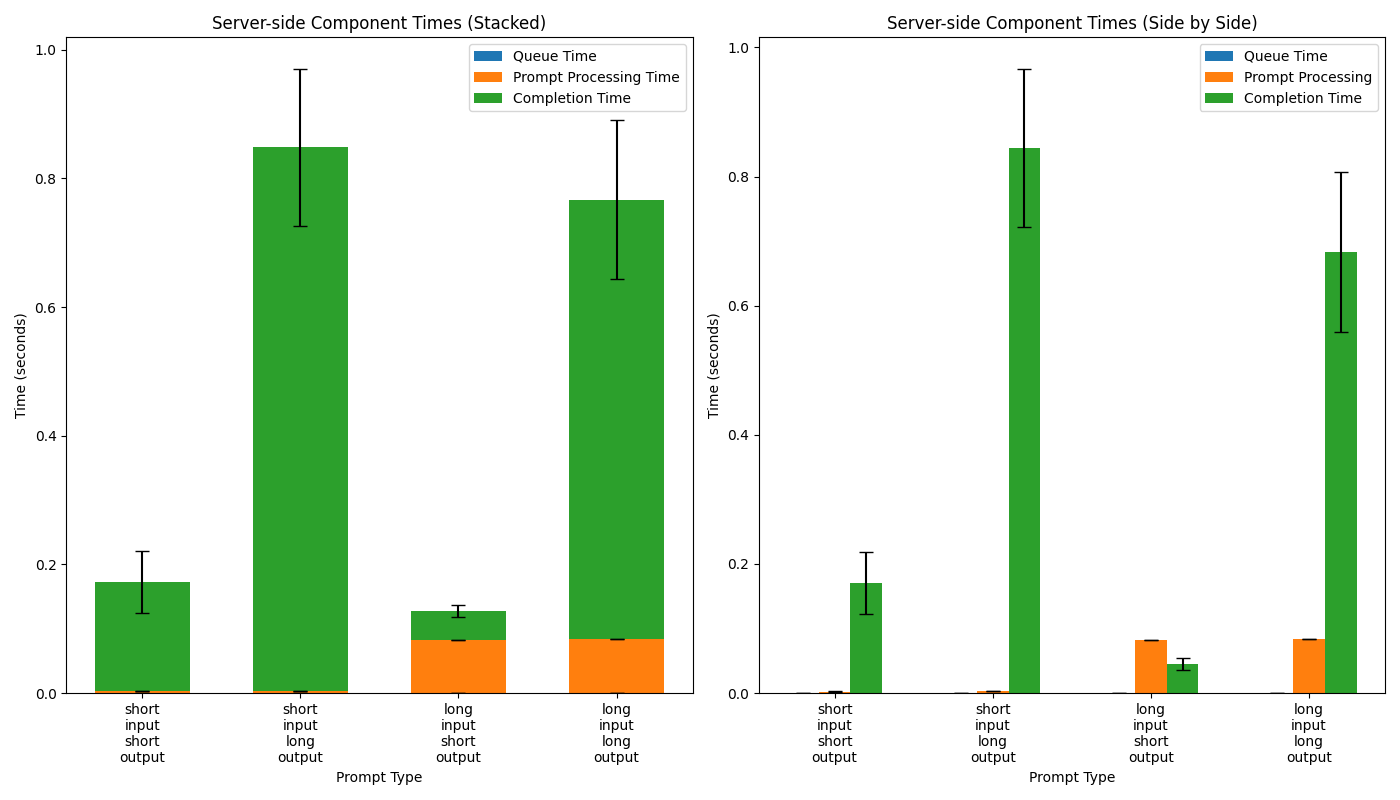 Server-side Component Times (Stacked)
Queue Time
Prompt Processing Time
Completion Time
1.0
0.8
0.6
0.4
0.2
0.0
Time (seconds)
short
input
short
output
short
input
long
output
long
input
short
output
long
input
long
output
Prompt Type
Server-side Component Times (Side by Side)
Queue Time
Prompt Processing
Completion Time
1.0
0.8
0.6
0.4
0.2
0.0
Time (seconds)
short
input
short
output
short
input
long
output
long
input
short
output
long
input
long
output
Prompt Type